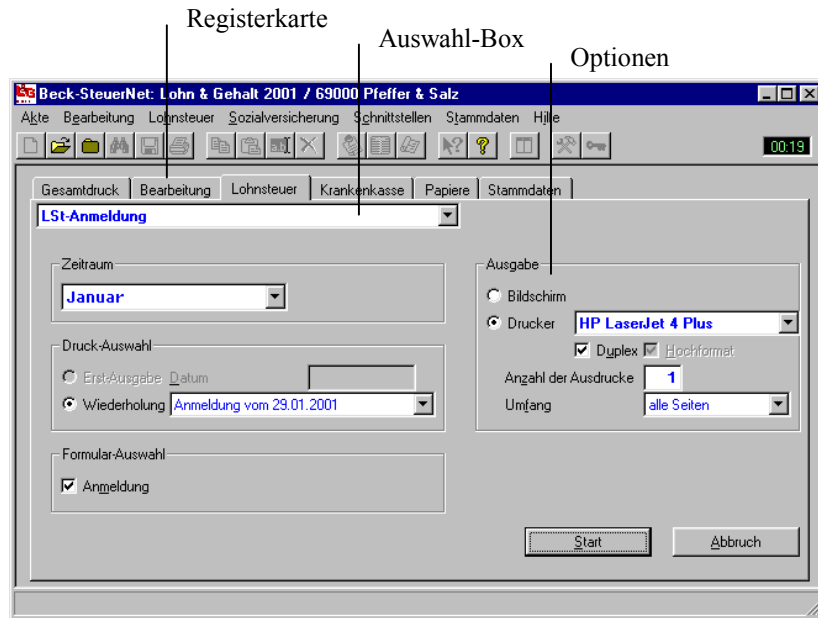 Registerkarte
Auswahl-Box
Optionen
Beck-SteuerNet: Lohn & Gehalt 2001 / 69000 Pfeffer & Salz
Akte Bearbeitung Lohnsteuer Sozialversicherung Schnittstellen Stammdaten Hilfe
00:19
Gesamtdruck Bearbeitung Lohnsteuer Krankenkasse Papiere Stammdaten
LSt-Anmeldung
Zeitraum
Januar
Druck-Auswahl
Erst-Ausgabe Datum
Wiederholung Anmeldung vom 29.01.2001
Formular-Auswahl
Anmeldung
Ausgabe
Bildschirm
Drucker HP LaserJet 4 Plus
Duplex Hochformat
Anzahl der Ausdrucke 1
Umfang alle Seiten
Start Abbruch